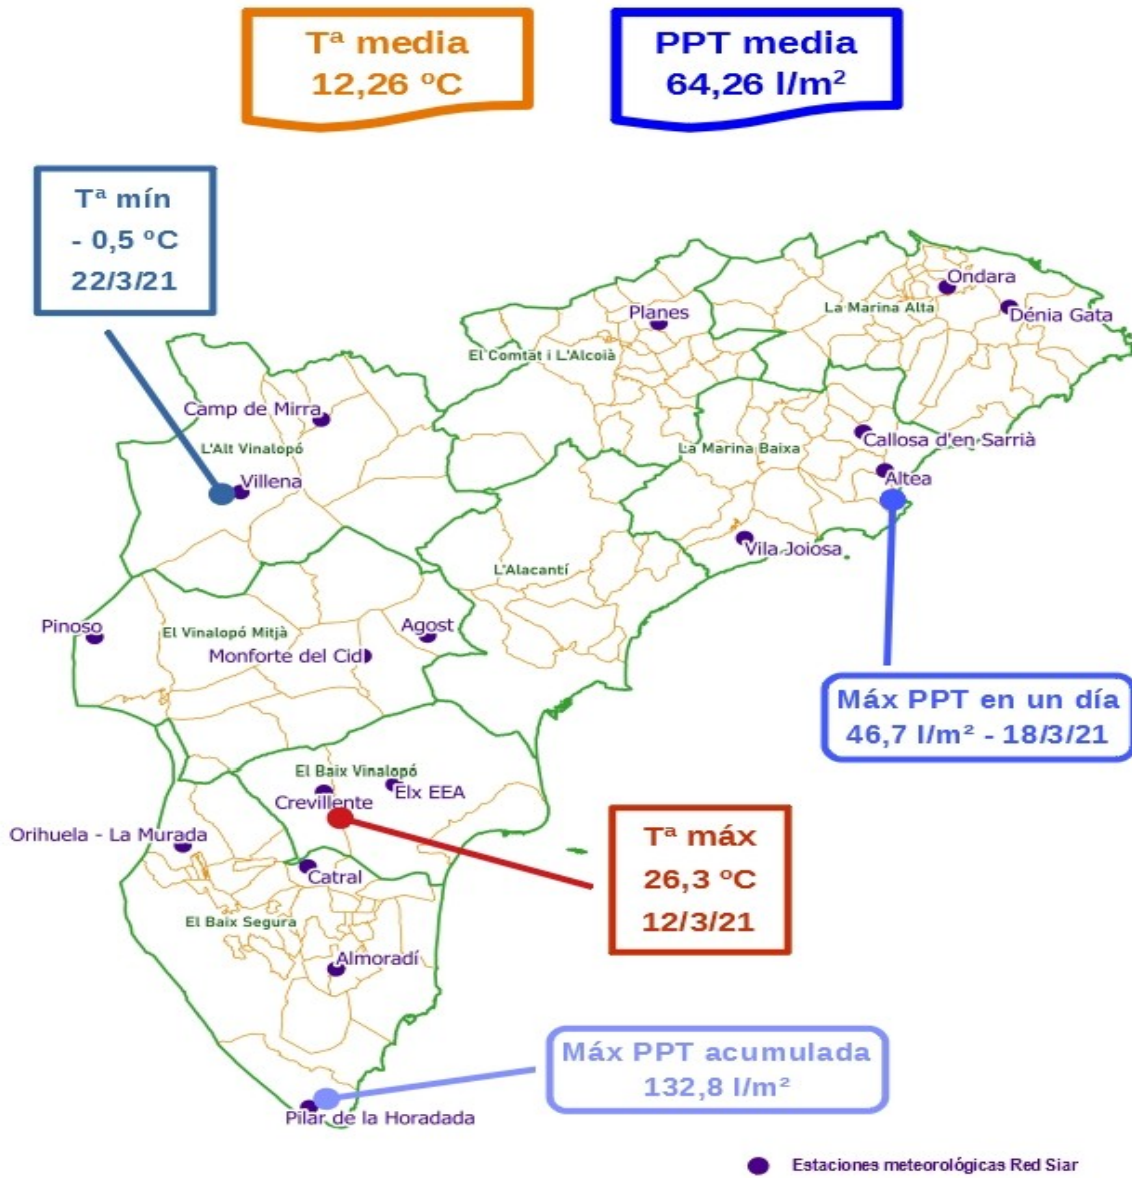 Tª media
12,26 ºC
PPT media
64,26 l/m²
Tª mín
- 0,5 ºC
22/3/21
Ondara
La Marina Alta
Dénia Gata
Planes
El Comtat i L'Alcoià
Camp de Mirra
L'Alt Vinalopó
Callosa d'en Sarrià
La Marina Baixa
Villena
Altea
Vila Joiosa
L'Alacantí
Pinoso
El Vinalopó Mitjà
Agost
Monforte del Cid
Máx PPT en un día
46,7 l/m² - 18/3/21
El Baix Vinalopó
Elx EEA
Crevillente
Orihuela - La Murada
Tª máx
26,3 ºC
12/3/21
Catral
El Baix Segura
Almoradí
Máx PPT acumulada
132,8 l/m²
Pilar de la Horadada
Estaciones meteorológicas Red Siar